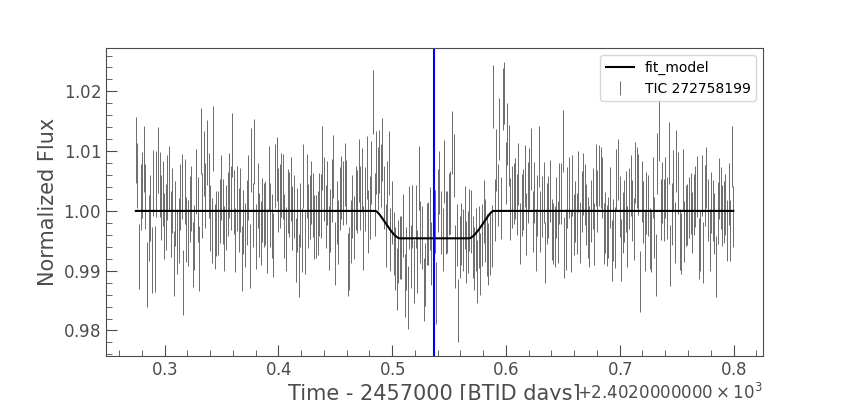 fit_model
TIC 272758199
Normalized Flux
1.02
1.01
1.00
0.99
0.98
0.3 0.4 0.5 0.6 0.7 0.8
Time - 2457000 [BTJD days]
+2.4020000000 × 10³